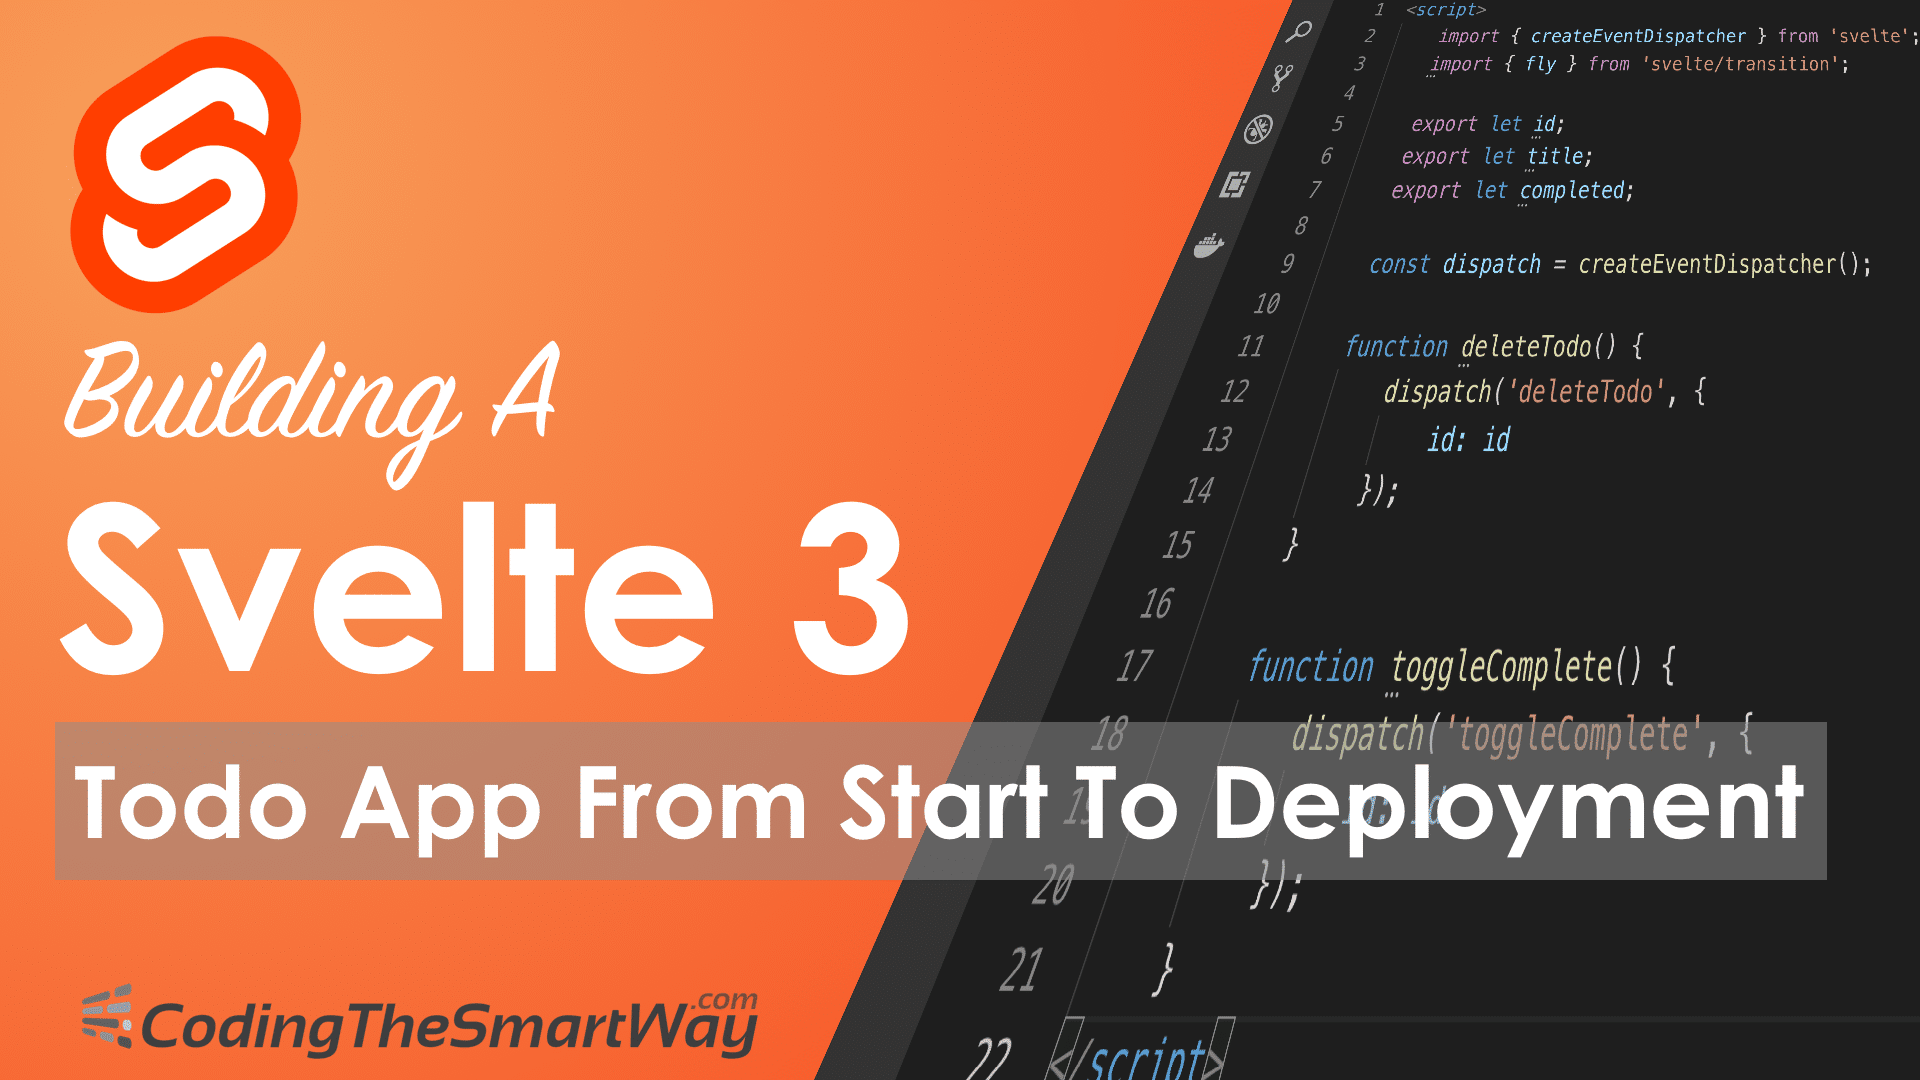 Building A
Svelte 3
Todo App From Start To Deployment
CodingTheSmartWay.com
1 <script>
2 import { createEventDispatcher } from 'svelte';
3 import { fly } from 'svelte/transition';
4
5 export let id;
6 export let title;
7 export let completed;
8
9 const dispatch = createEventDispatcher();
10
11 function deleteTodo() {
12 dispatch('deleteTodo', {
13 id: id
14 });
15 }
16
17 function toggleComplete() {
18 dispatch('toggleComplete', {
19 id: id
20 });
21 }
22 </script>